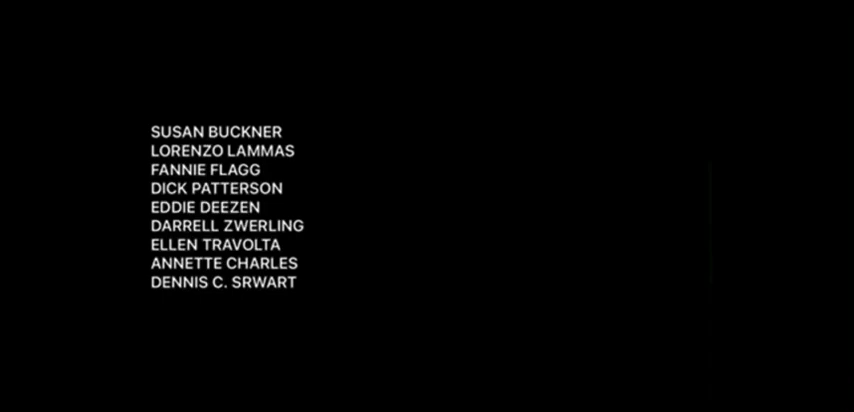 SUSAN BUCKNER
LORENZO LAMMAS
FANNIE FLAGG
DICK PATTERSON
EDDIE DEEZEN
DARRELL ZWERLING
ELLEN TRAVOLTA
ANNETTE CHARLES
DENNIS C. SRWART